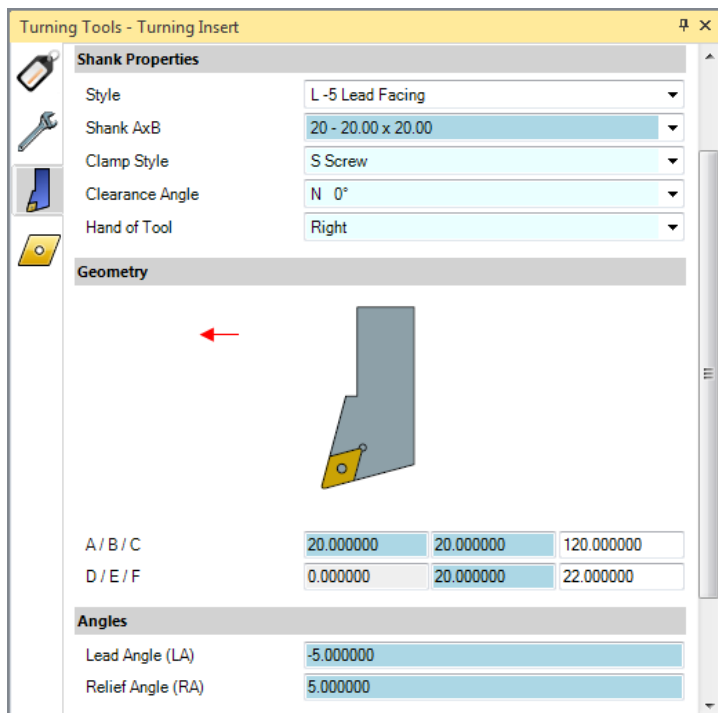 Turning Tools - Turning Insert
Shank Properties
Style L -5 Lead Facing
Shank AxB 20 - 20.00 x 20.00
Clamp Style S Screw
Clearance Angle N 0°
Hand of Tool Right
Geometry
A / B / C 20.000000 20.000000 120.000000
D / E / F 0.000000 20.000000 22.000000
Angles
Lead Angle (LA) -5.000000
Relief Angle (RA) 5.000000